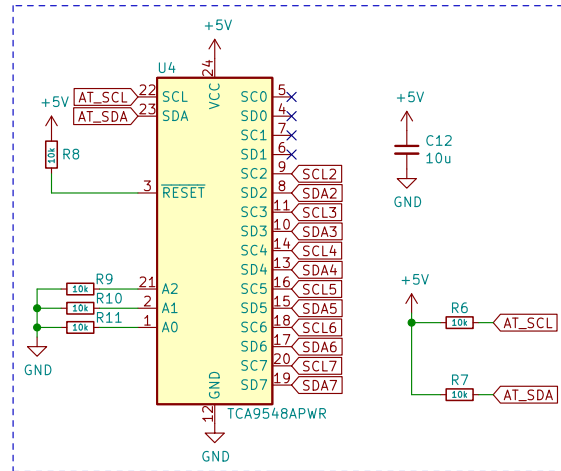 +5V
U4
24
VCC
AT_SCL 22 SCL
AT_SDA 23 SDA
+5V
10k R8
3 RESET
21 A2
2 A1
1 A0
R9
10k
R10
10k
R11
10k
GND
SC0 5
SD0 4
SC1 7
SD1 6
SC2 9 SCL2
SD2 8 SDA2
SC3 11 SCL3
SD3 10 SDA3
SC4 14 SCL4
SD4 13 SDA4
SC5 16 SCL5
SD5 15 SDA5
SC6 18 SCL6
SD6 17 SDA6
SC7 20 SCL7
SD7 19 SDA7
GND
12
TCA9548APWR
GND
+5V
C12
10u
GND
+5V
R6
10k AT_SCL
R7
10k AT_SDA